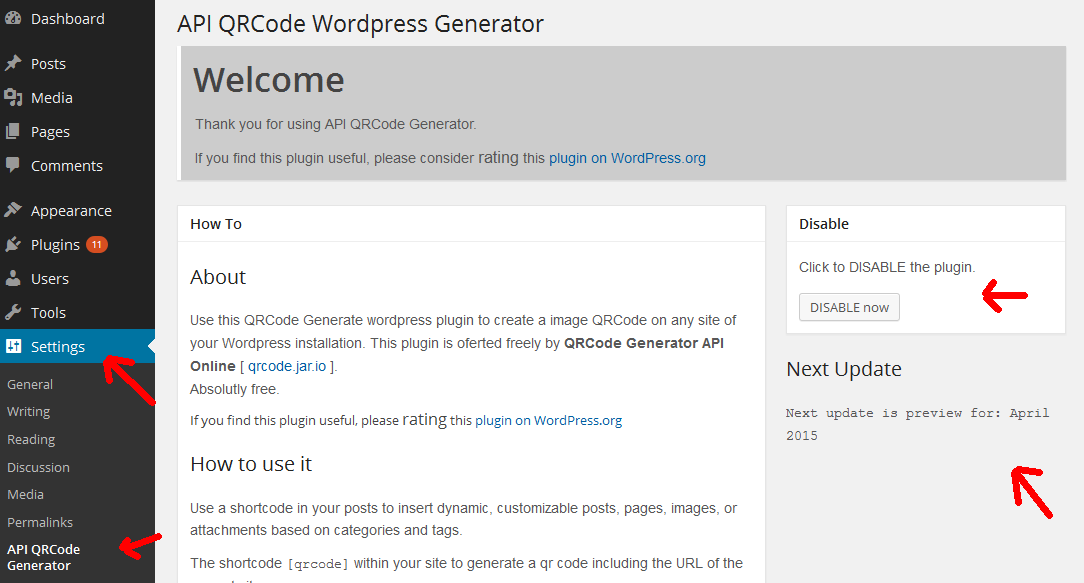 Dashboard
Posts
Media
Pages
Comments
Appearance
Plugins 11
Users
Tools
Settings
General
Writing
Reading
Discussion
Media
Permalinks
API QRCode
Generator
API QRCode Wordpress Generator
Welcome
Thank you for using API QRCode Generator.
If you find this plugin useful, please consider rating this plugin on WordPress.org
How To
About
Use this QRCode Generate wordpress plugin to create a image QRCode on any site of
your Wordpress installation. This plugin is oferted freely by QRCode Generator API
Online [ qrcode.jar.io ].
Absolutly free.
If you find this plugin useful, please rating this plugin on WordPress.org
How to use it
Use a shortcode in your posts to insert dynamic, customizable posts, pages, images, or
attachments based on categories and tags.
The shortcode [qrcode] within your site to generate a qr code including the URL of the
Disable
Click to DISABLE the plugin.
DISABLE now
Next Update
Next update is preview for: April
2015